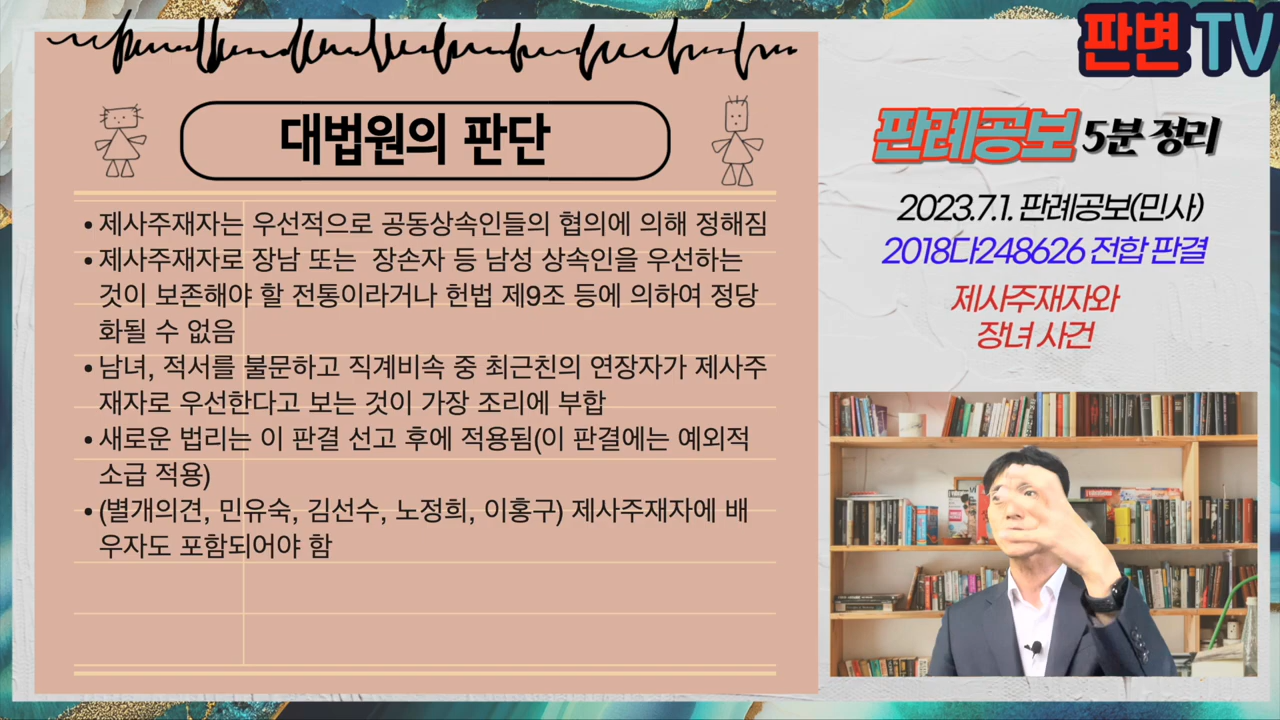 판변 TV
대법원의 판단
• 제사주재자는 우선적으로 공동상속인들의 협의에 의해 정해짐
• 제사주재자로 장남 또는 장손자 등 남성 상속인을 우선하는
것이 보존해야 할 전통이라거나 헌법 제9조 등에 의하여 정당
화될 수 없음
• 남녀, 적서를 불문하고 직계비속 중 최근친의 연장자가 제사주
재자로 우선한다고 보는 것이 가장 조리에 부합
• 새로운 법리는 이 판결 선고 후에 적용됨(이 판결에는 예외적
소급 적용)
• (별개의견, 민유숙, 김선수, 노정희, 이흥구) 제사주재자에 배
우자도 포함되어야 함
판례공보 5분 정리
2023.7.1. 판례공보(민사)
2018다248626 전합 판결
제사주재자와
장녀 사건